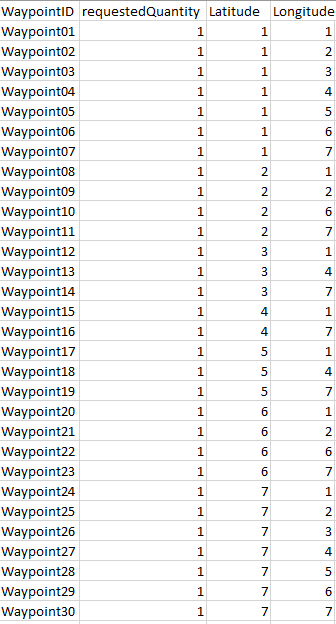 WaypointID requestedQuantity Latitude Longitude
Waypoint01 1 1 1
Waypoint02 1 1 2
Waypoint03 1 1 3
Waypoint04 1 1 4
Waypoint05 1 1 5
Waypoint06 1 1 6
Waypoint07 1 1 7
Waypoint08 1 2 1
Waypoint09 1 2 2
Waypoint10 1 2 6
Waypoint11 1 2 7
Waypoint12 1 3 1
Waypoint13 1 3 4
Waypoint14 1 3 7
Waypoint15 1 4 1
Waypoint16 1 4 7
Waypoint17 1 5 1
Waypoint18 1 5 4
Waypoint19 1 5 7
Waypoint20 1 6 1
Waypoint21 1 6 2
Waypoint22 1 6 6
Waypoint23 1 6 7
Waypoint24 1 7 1
Waypoint25 1 7 2
Waypoint26 1 7 3
Waypoint27 1 7 4
Waypoint28 1 7 5
Waypoint29 1 7 6
Waypoint30 1 7 7